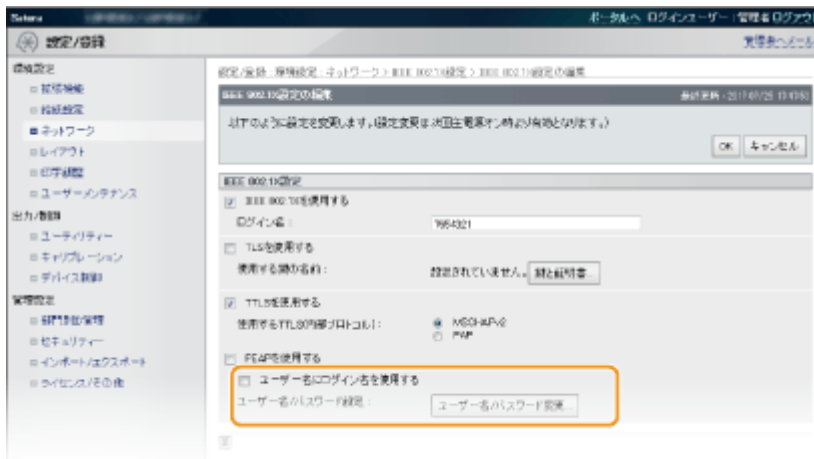 Satera
ポータルへ ログインユーザー : 管理者 ログアウト
設定/登録
管理者へメール
環境設定
拡張機能
給紙設定
ネットワーク
レイアウト
印字調整
ユーザーメンテナンス
出力/制御
ユーティリティー
キャリブレーション
デバイス制御
管理設定
部門別ID管理
セキュリティー
インポート/エクスポート
ライセンス/その他
設定/登録 : 環境設定 : ネットワーク > IEEE 802.1X設定 > IEEE 802.1X設定の編集
IEEE 802.1X設定の編集
最終更新 :
以下のように設定を変更します。(設定変更は次回主電源オン時より有効となります。)
OK キャンセル
IEEE 802.1X設定
IEEE 802.1Xを使用する
ログイン名 : 7654321
TLSを使用する
使用する鍵の名前 : 設定されていません。 鍵と証明書...
TTLSを使用する
使用するTTLS(内部プロトコル) : MSCHAPv2
PAP
PEAPを使用する
ユーザー名にログイン名を使用する
ユーザー名/パスワード設定 : ユーザー名/パスワード変更...